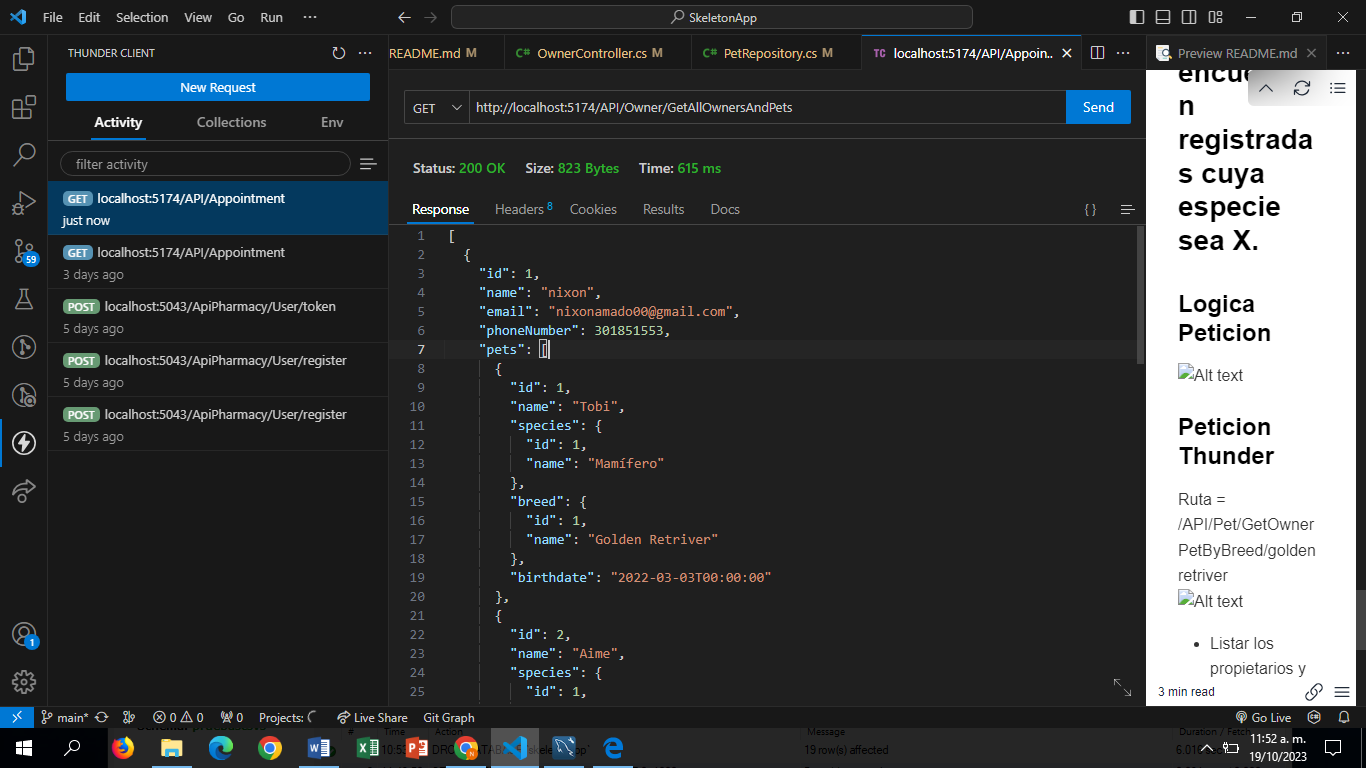 File Edit Selection View Go Run ···
SkeletonApp
THUNDER CLIENT
New Request
Activity Collections Env
filter activity
GET localhost:5174/API/Appointment
just now
GET localhost:5174/API/Appointment
3 days ago
POST localhost:5043/ApiPharmacy/User/token
5 days ago
POST localhost:5043/ApiPharmacy/User/register
5 days ago
POST localhost:5043/ApiPharmacy/User/register
5 days ago
59
1
README.md M
C# OwnerController.cs M
C# PetRepository.cs M
TC localhost:5174/API/Appoin..
GET http://localhost:5174/API/Owner/GetAllOwnersAndPets Send
Status: 200 OK Size: 823 Bytes Time: 615 ms
Response Headers 8 Cookies Results Docs { }
1 [
2 {
3 "id": 1,
4 "name": "nixon",
5 "email": "nixonamado00@gmail.com",
6 "phoneNumber": 301851553,
7 "pets": [
8 {
9 "id": 1,
10 "name": "Tobi",
11 "species": {
12 "id": 1,
13 "name": "Mamífero"
14 },
15 "breed": {
16 "id": 1,
17 "name": "Golden Retriver"
18 },
19 "birthdate": "2022-03-03T00:00:00"
20 },
21 {
22 "id": 2,
23 "name": "Aime",
24 "species": {
25 "id": 1,
Preview README.md
encue
n
registrada
s cuya
especie
sea X.
Logica
Peticion
Alt text
Peticion
Thunder
Ruta =
/API/Pet/GetOwner
PetByBreed/golden
retriver
Alt text
• Listar los
propietarios y
3 min read
main* 0 0 0 Projects: Live Share Git Graph Go Live
# Time Action Message Duration / Fetch
19 row(s) affected
11:52 a. m.
19/10/2023